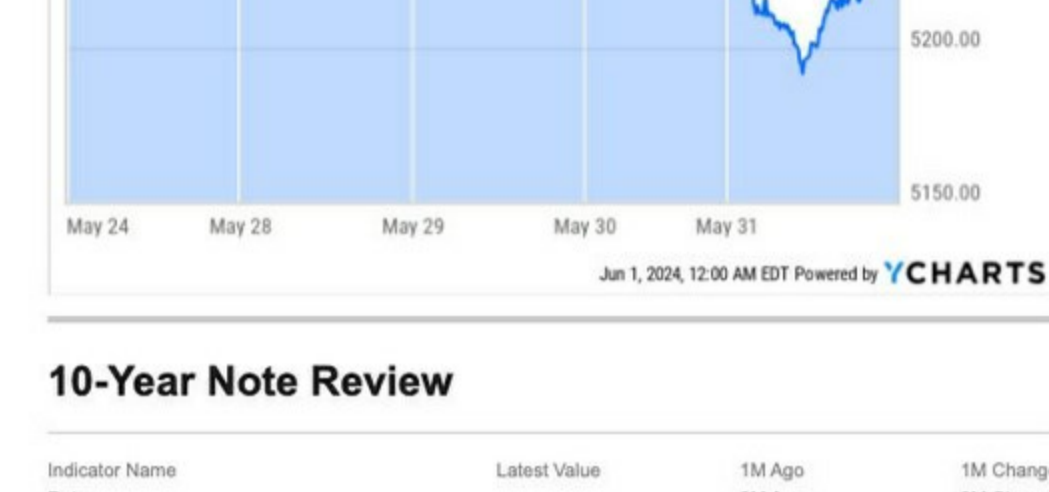 5200.00
5150.00
May 24 May 28 May 29 May 30 May 31
Jun 1, 2024, 12:00 AM EDT Powered by YCHARTS
10-Year Note Review
Indicator Name Latest Value 1M Ago 1M Chang